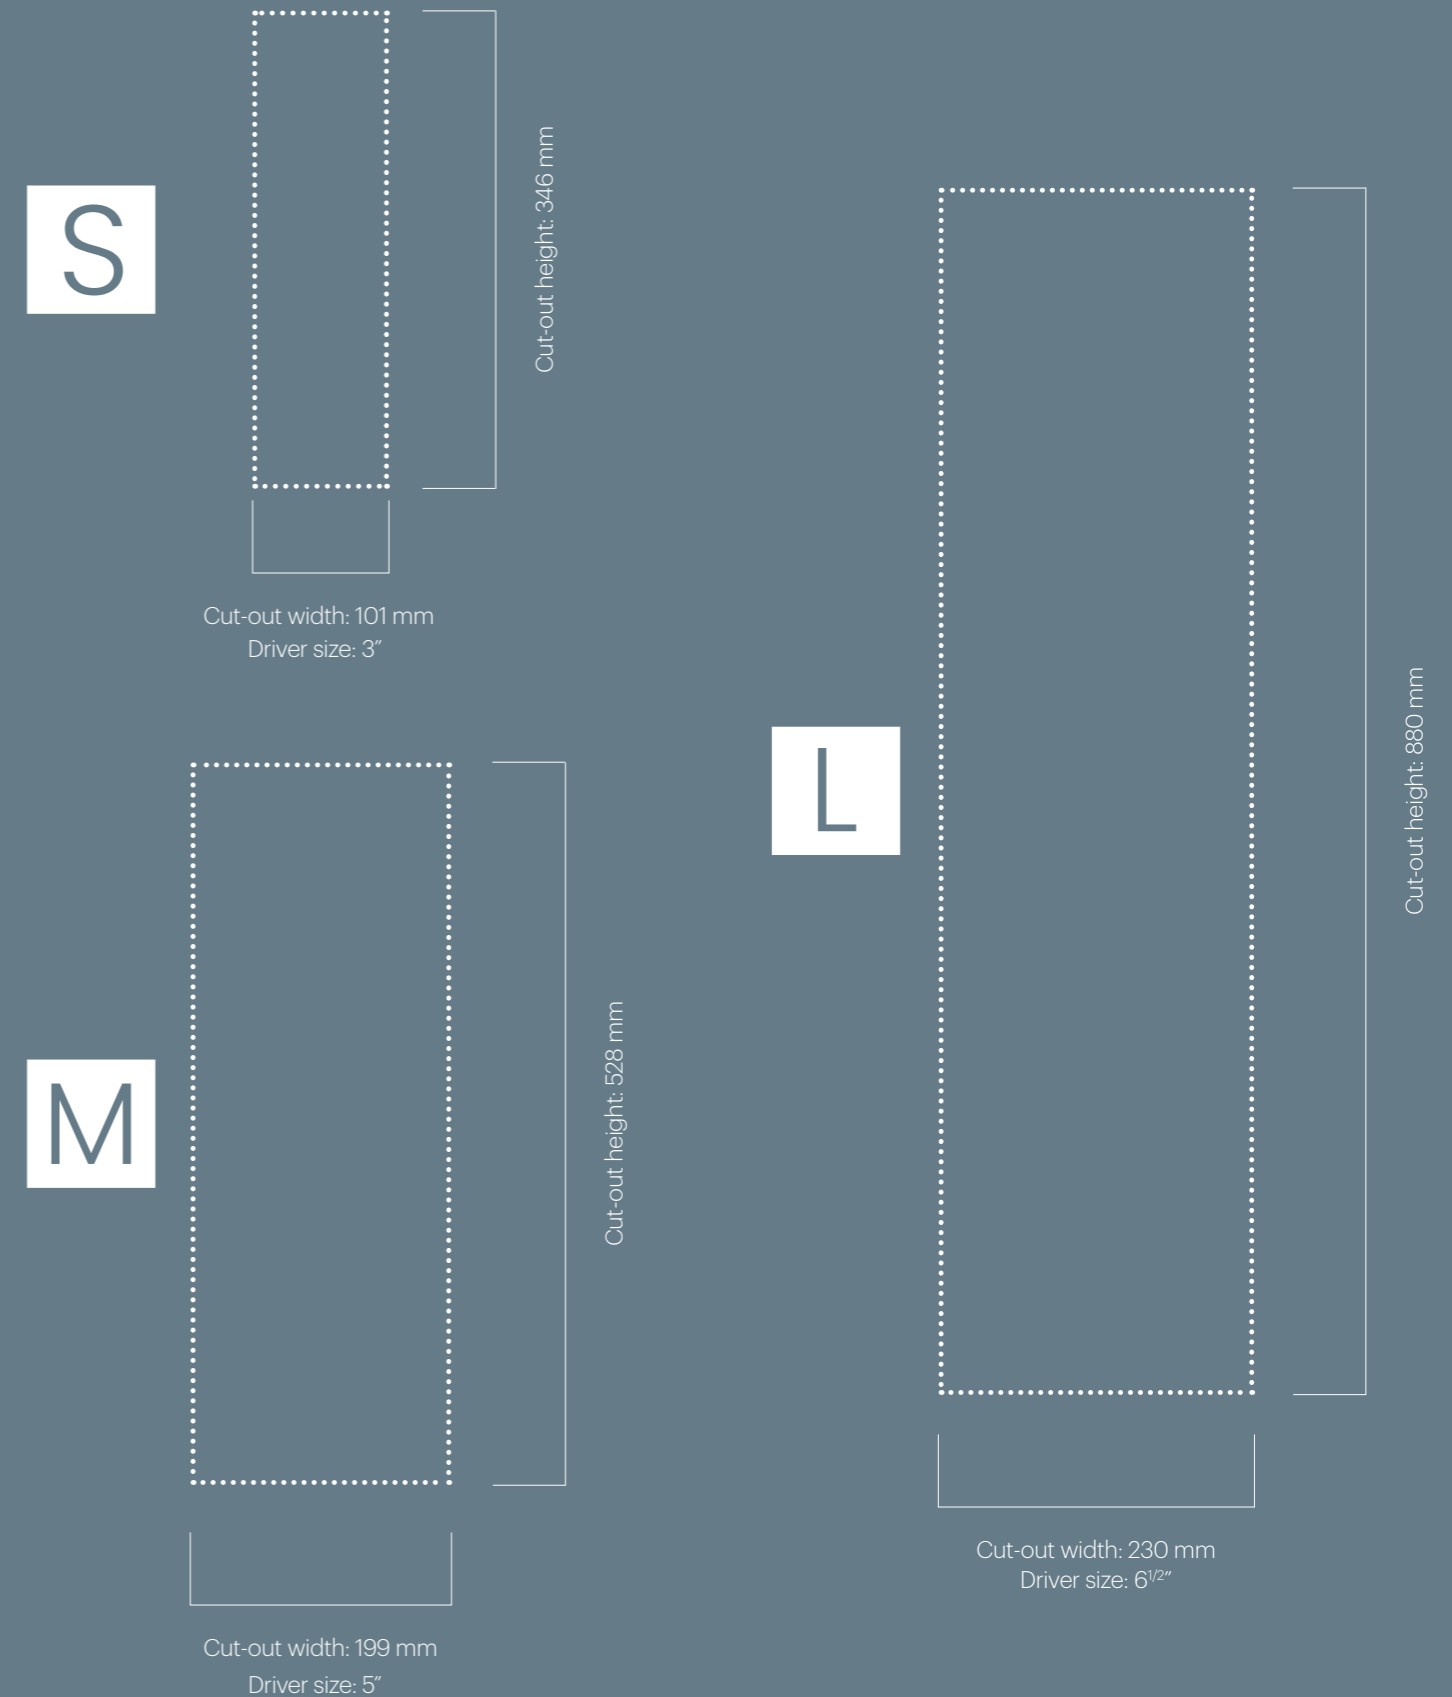 S
Cut-out height: 346 mm
Cut-out width: 101 mm
Driver size: 3″
M
Cut-out height: 528 mm
Cut-out width: 199 mm
Driver size: 5″
L
Cut-out height: 880 mm
Cut-out width: 230 mm
Driver size: 6¹/²″